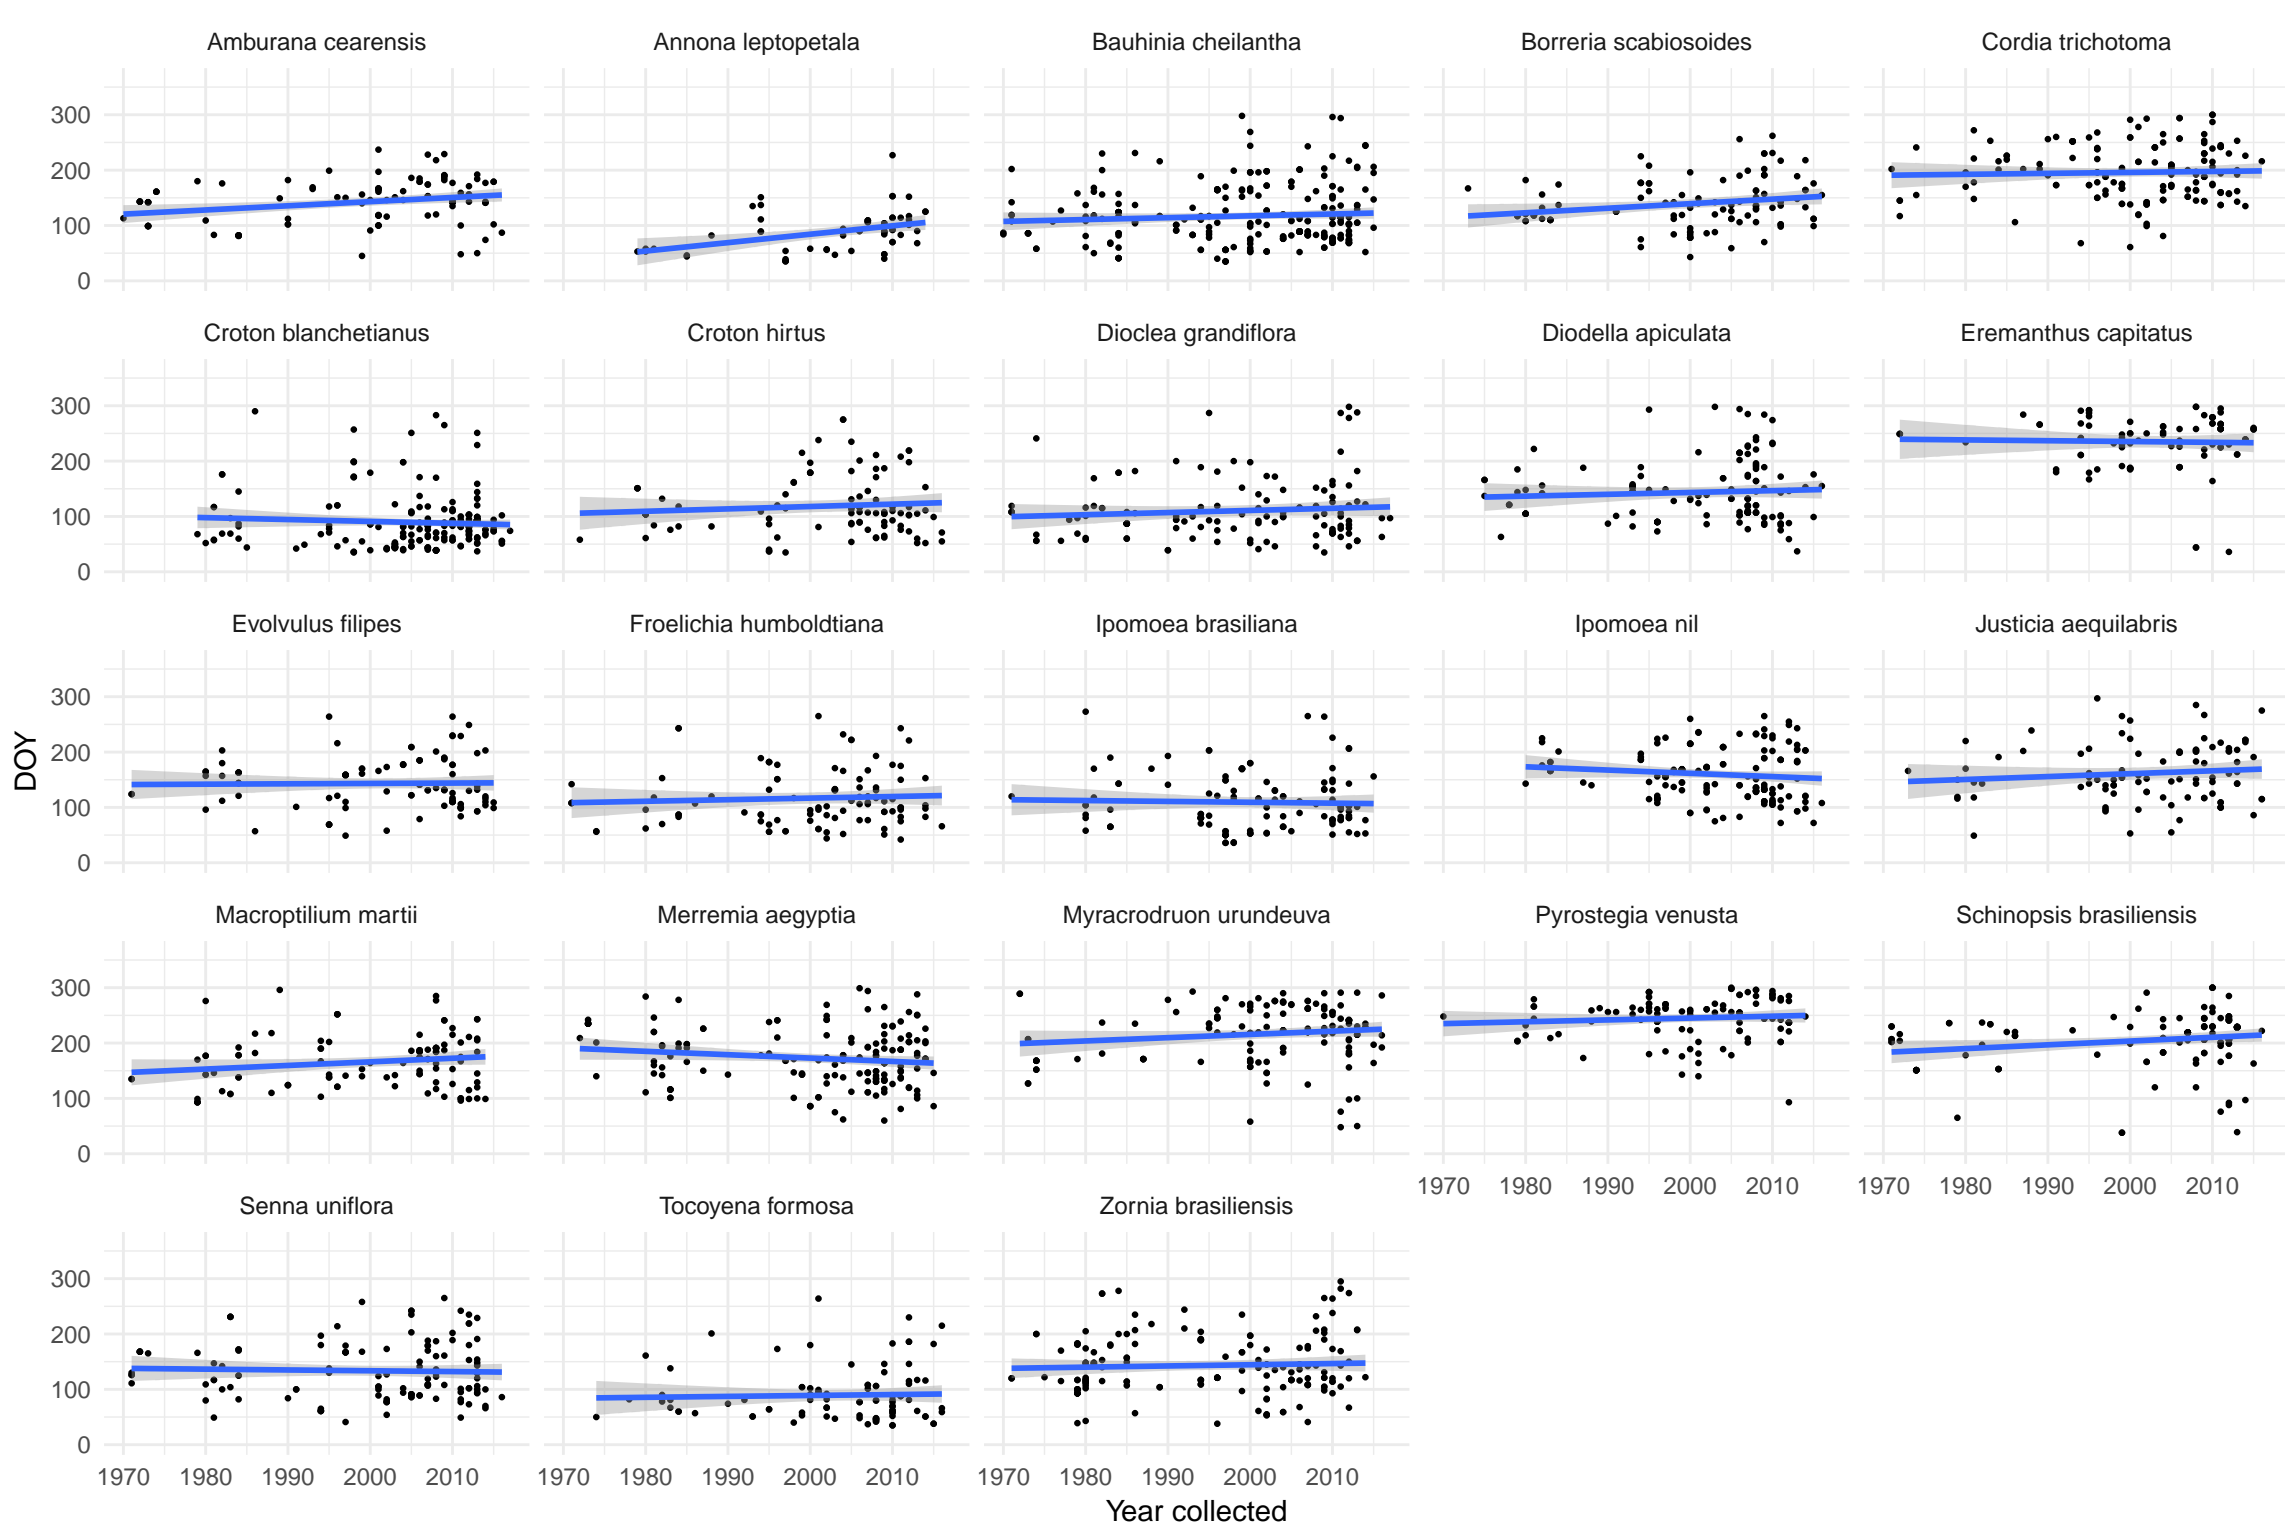 Amburana cearensis Annona leptopetala Bauhinia cheilantha Borreria scabiosoides Cordia trichotoma
300
200
100
0
Croton blanchetianus Croton hirtus Dioclea grandiflora Diodella apiculata Eremanthus capitatus
300
200
100
0
Evolvulus filipes Froelichia humboldtiana Ipomoea brasiliana Ipomoea nil Justicia aequilabris
300
200
100
0
DOY
Macroptilium martii Merremia aegyptia Myracrodruon urundeuva Pyrostegia venusta Schinopsis brasiliensis
300
200
100
0
1970 1980 1990 2000 2010 1970 1980 1990 2000 2010
Senna uniflora Tocoyena formosa Zornia brasiliensis
300
200
100
0
1970 1980 1990 2000 2010 1970 1980 1990 2000 2010 1970 1980 1990 2000 2010
Year collected